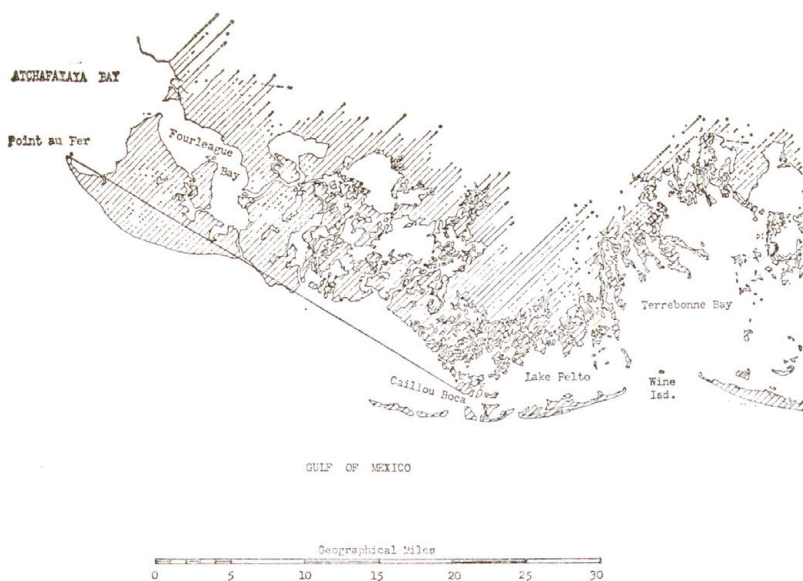 ATCHAFALAYA BAY
Point au Fer
Fourleague
Bay
Terrebonne Bay
Lake Pelto
Wine
Isd.
Caillou Boca
GULF OF MEXICO
Geographical Miles
0 5 10 15 20 25 30